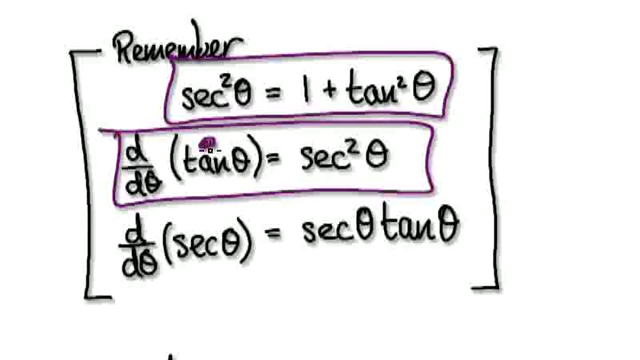 Remember
sec²θ = 1 + tan²θ
d/dθ (tanθ) = sec²θ
d/dθ (secθ) = secθ tanθ